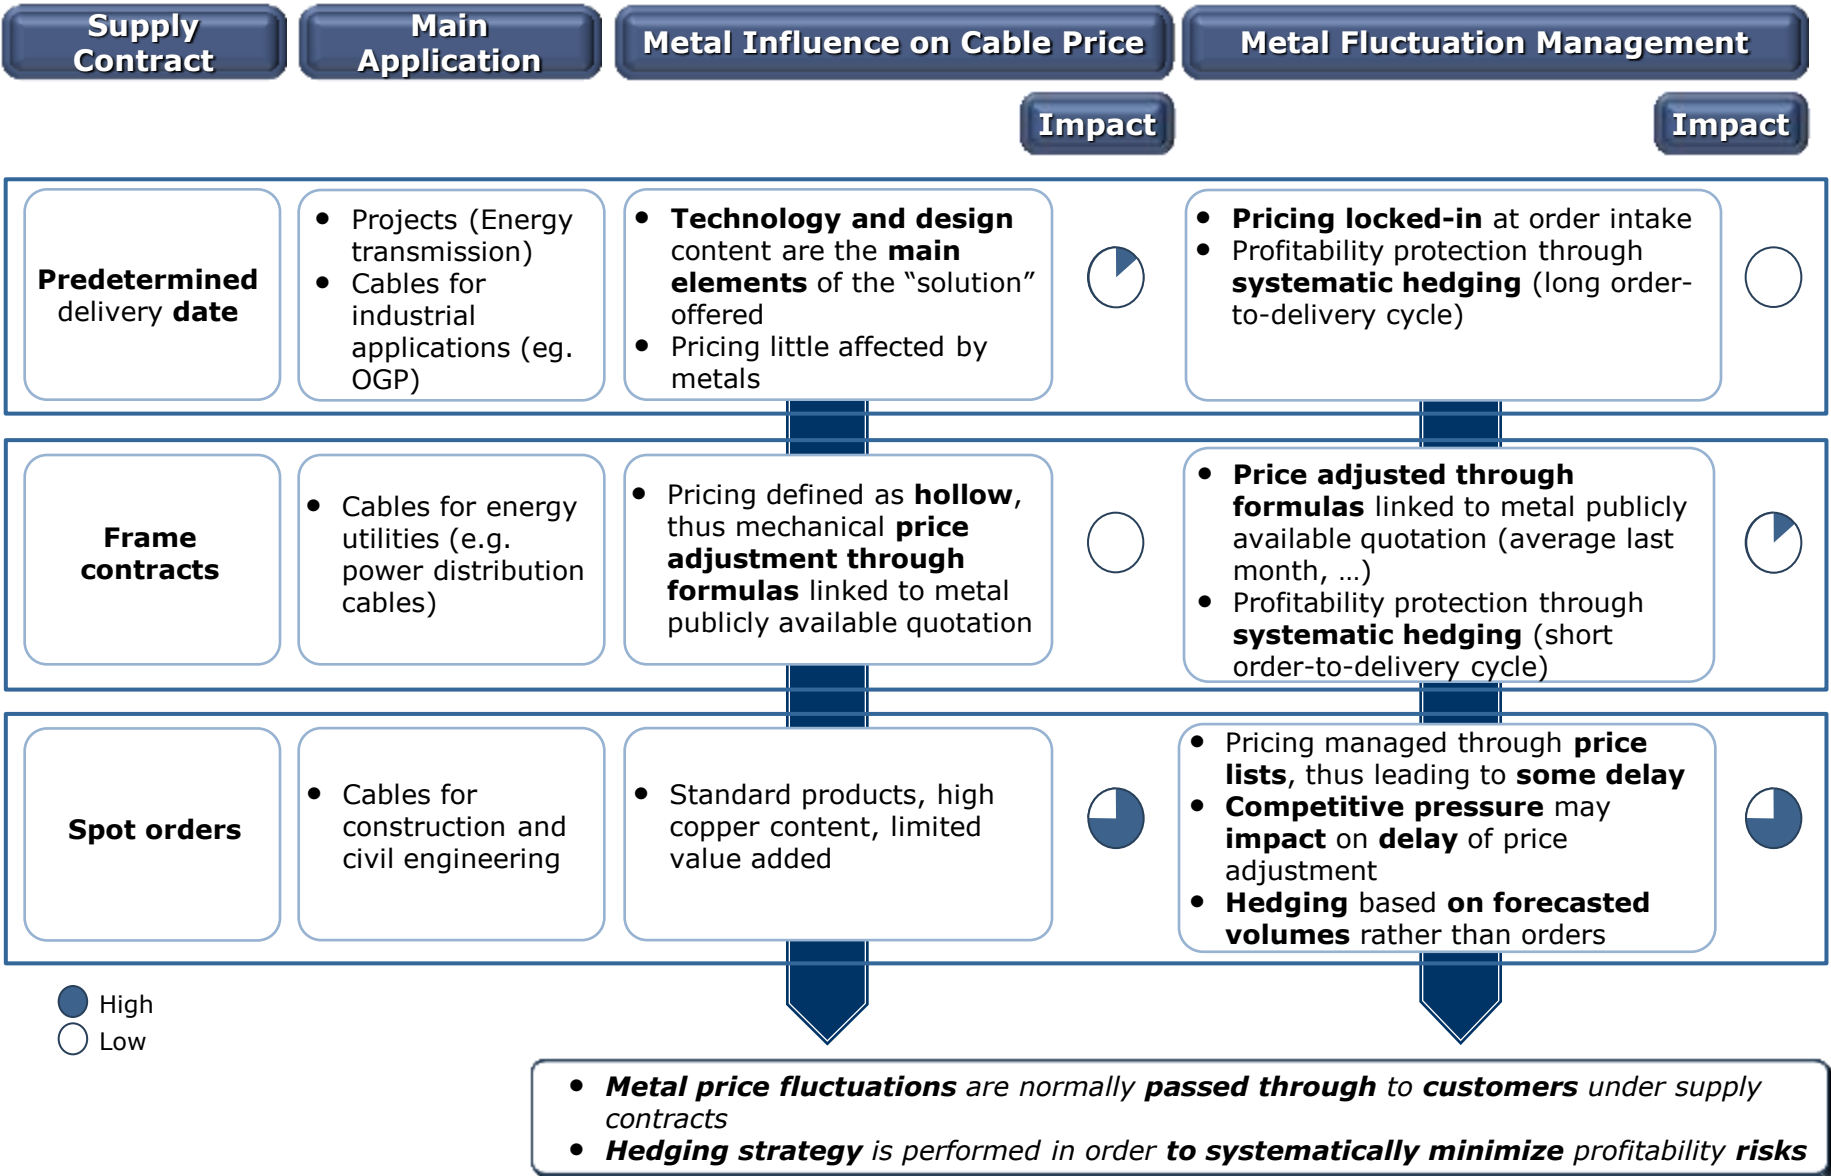 Supply
Contract
Main
Application
Metal Influence on Cable Price
Metal Fluctuation Management
Impact
Impact
Predetermined
delivery date
• Projects (Energy
transmission)
• Cables for
industrial
applications (eg.
OGP)
• Technology and design
content are the main
elements of the “solution”
offered
• Pricing little affected by
metals
• Pricing locked-in at order intake
• Profitability protection through
systematic hedging (long order-
to-delivery cycle)
Frame
contracts
• Cables for energy
utilities (e.g.
power distribution
cables)
• Pricing defined as hollow,
thus mechanical price
adjustment through
formulas linked to metal
publicly available quotation
• Price adjusted through
formulas linked to metal publicly
available quotation (average last
month, …)
• Profitability protection through
systematic hedging (short
order-to-delivery cycle)
Spot orders
• Cables for
construction and
civil engineering
• Standard products, high
copper content, limited
value added
• Pricing managed through price
lists, thus leading to some delay
• Competitive pressure may
impact on delay of price
adjustment
• Hedging based on forecasted
volumes rather than orders
High
Low
• Metal price fluctuations are normally passed through to customers under supply
contracts
• Hedging strategy is performed in order to systematically minimize profitability risks